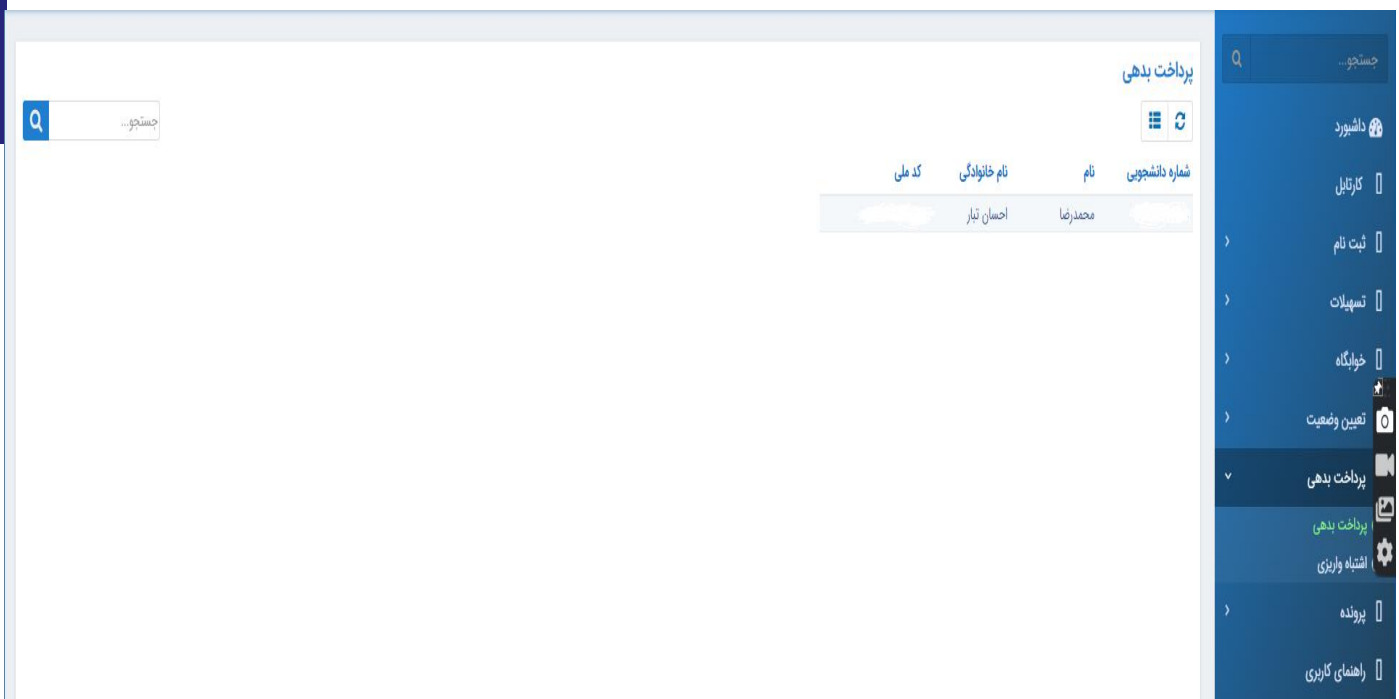 جستجو...
داشبورد
کارتابل
ثبت نام
تسهیلات
خوابگاه
تعیین وضعیت
پرداخت بدهی
پرداخت بدهی
اشتباه واریزی
پرونده
راهنمای کاربری
پرداخت بدهی
جستجو...
شماره دانشجویی نام نام خانوادگی کد ملی
محمدرضا احسان تبار